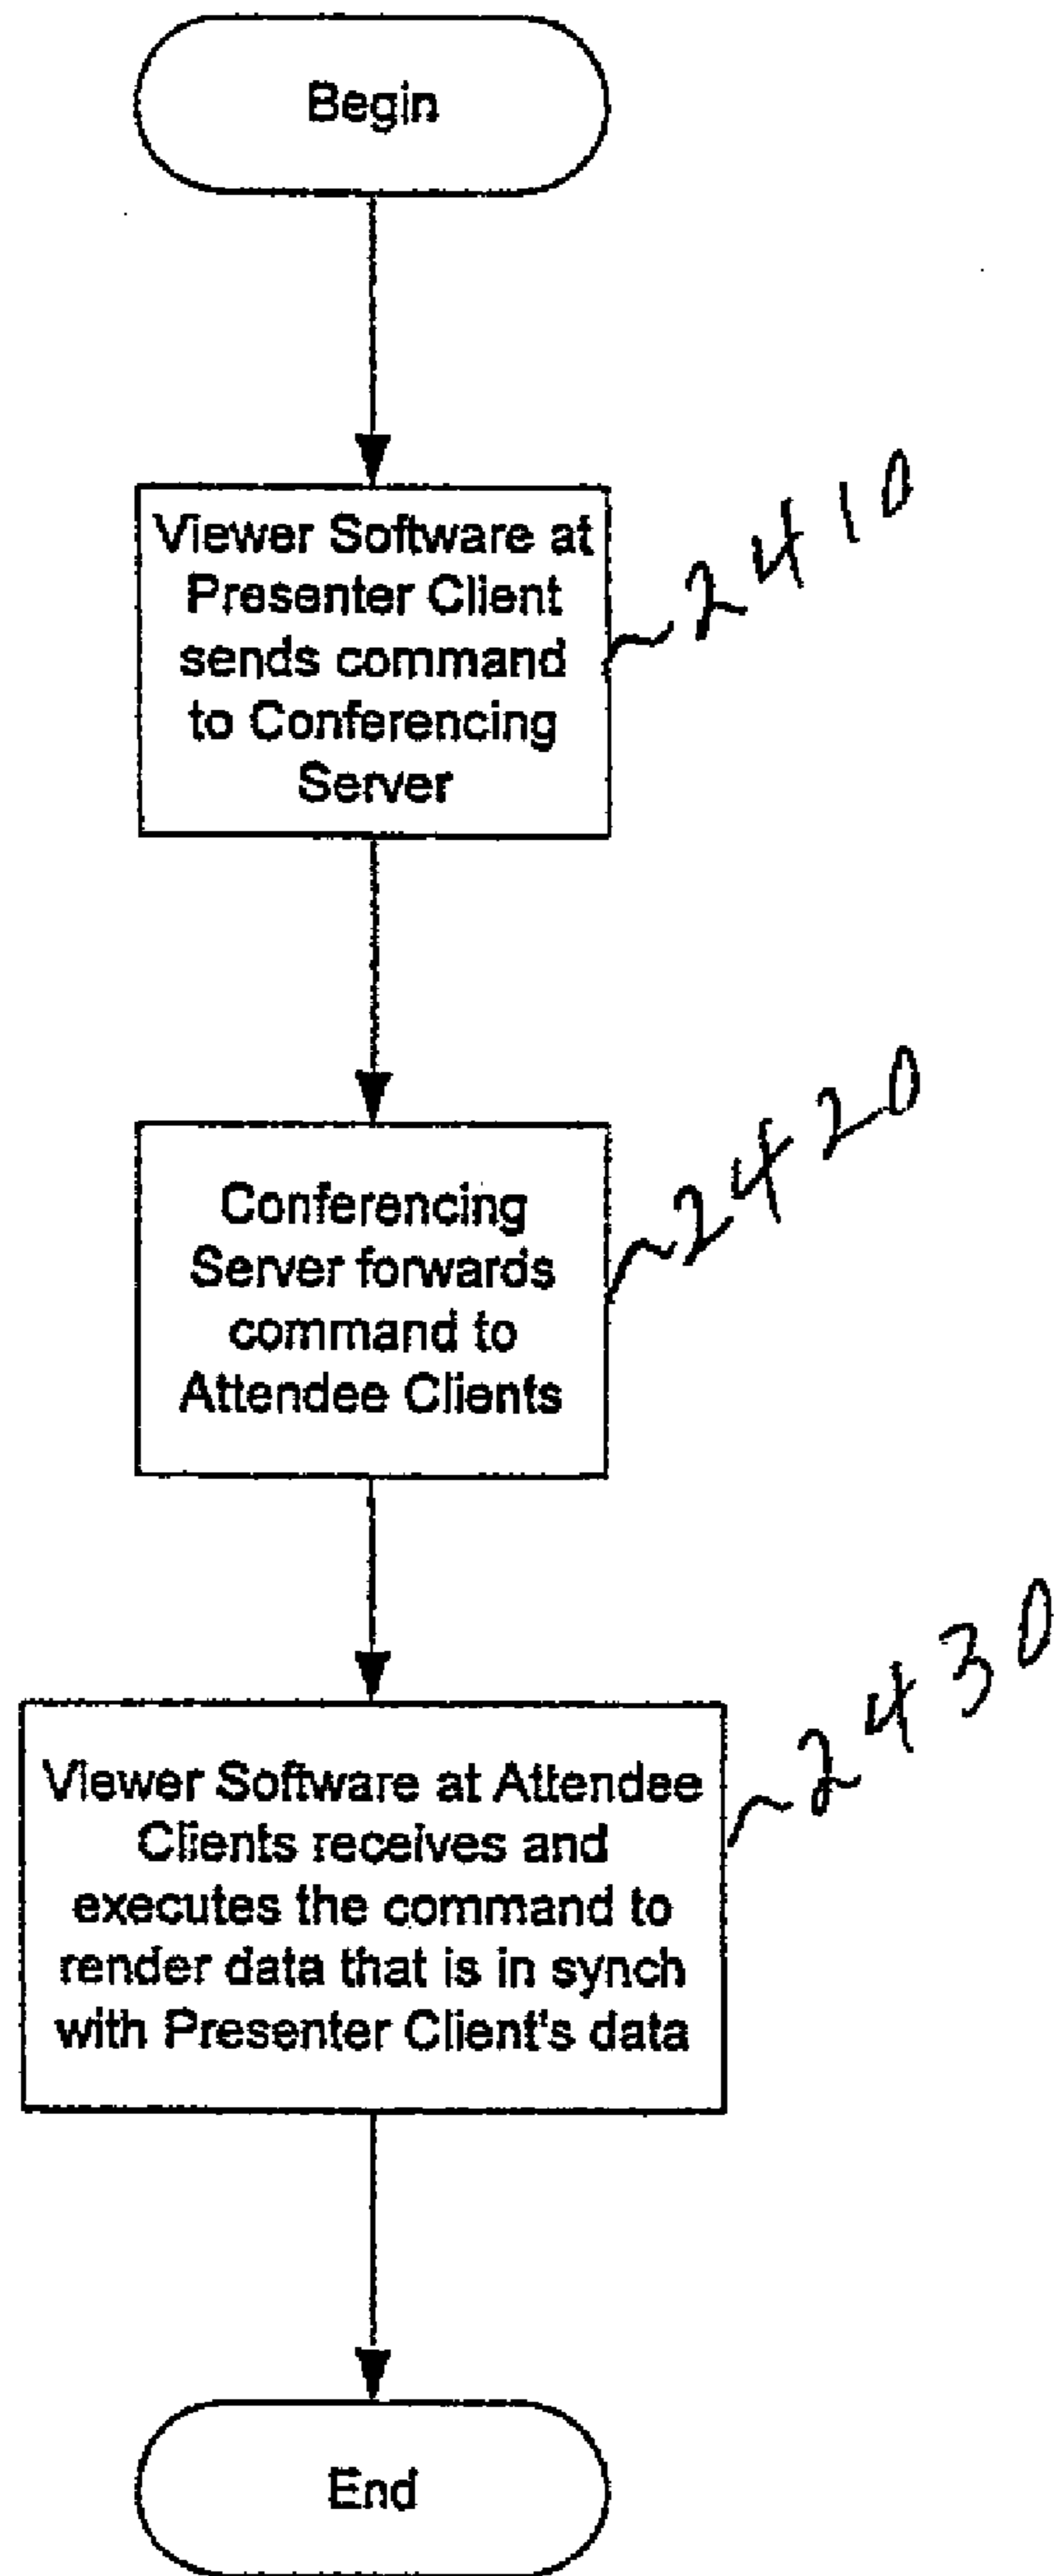 Begin
Viewer Software at
Presenter Client
sends command
to Conferencing
Server
~2410
Conferencing
Server forwards
command to
Attendee Clients
~2420
Viewer Software at Attendee
Clients receives and
executes the command to
render data that is in synch
with Presenter Client's data
~2430
End